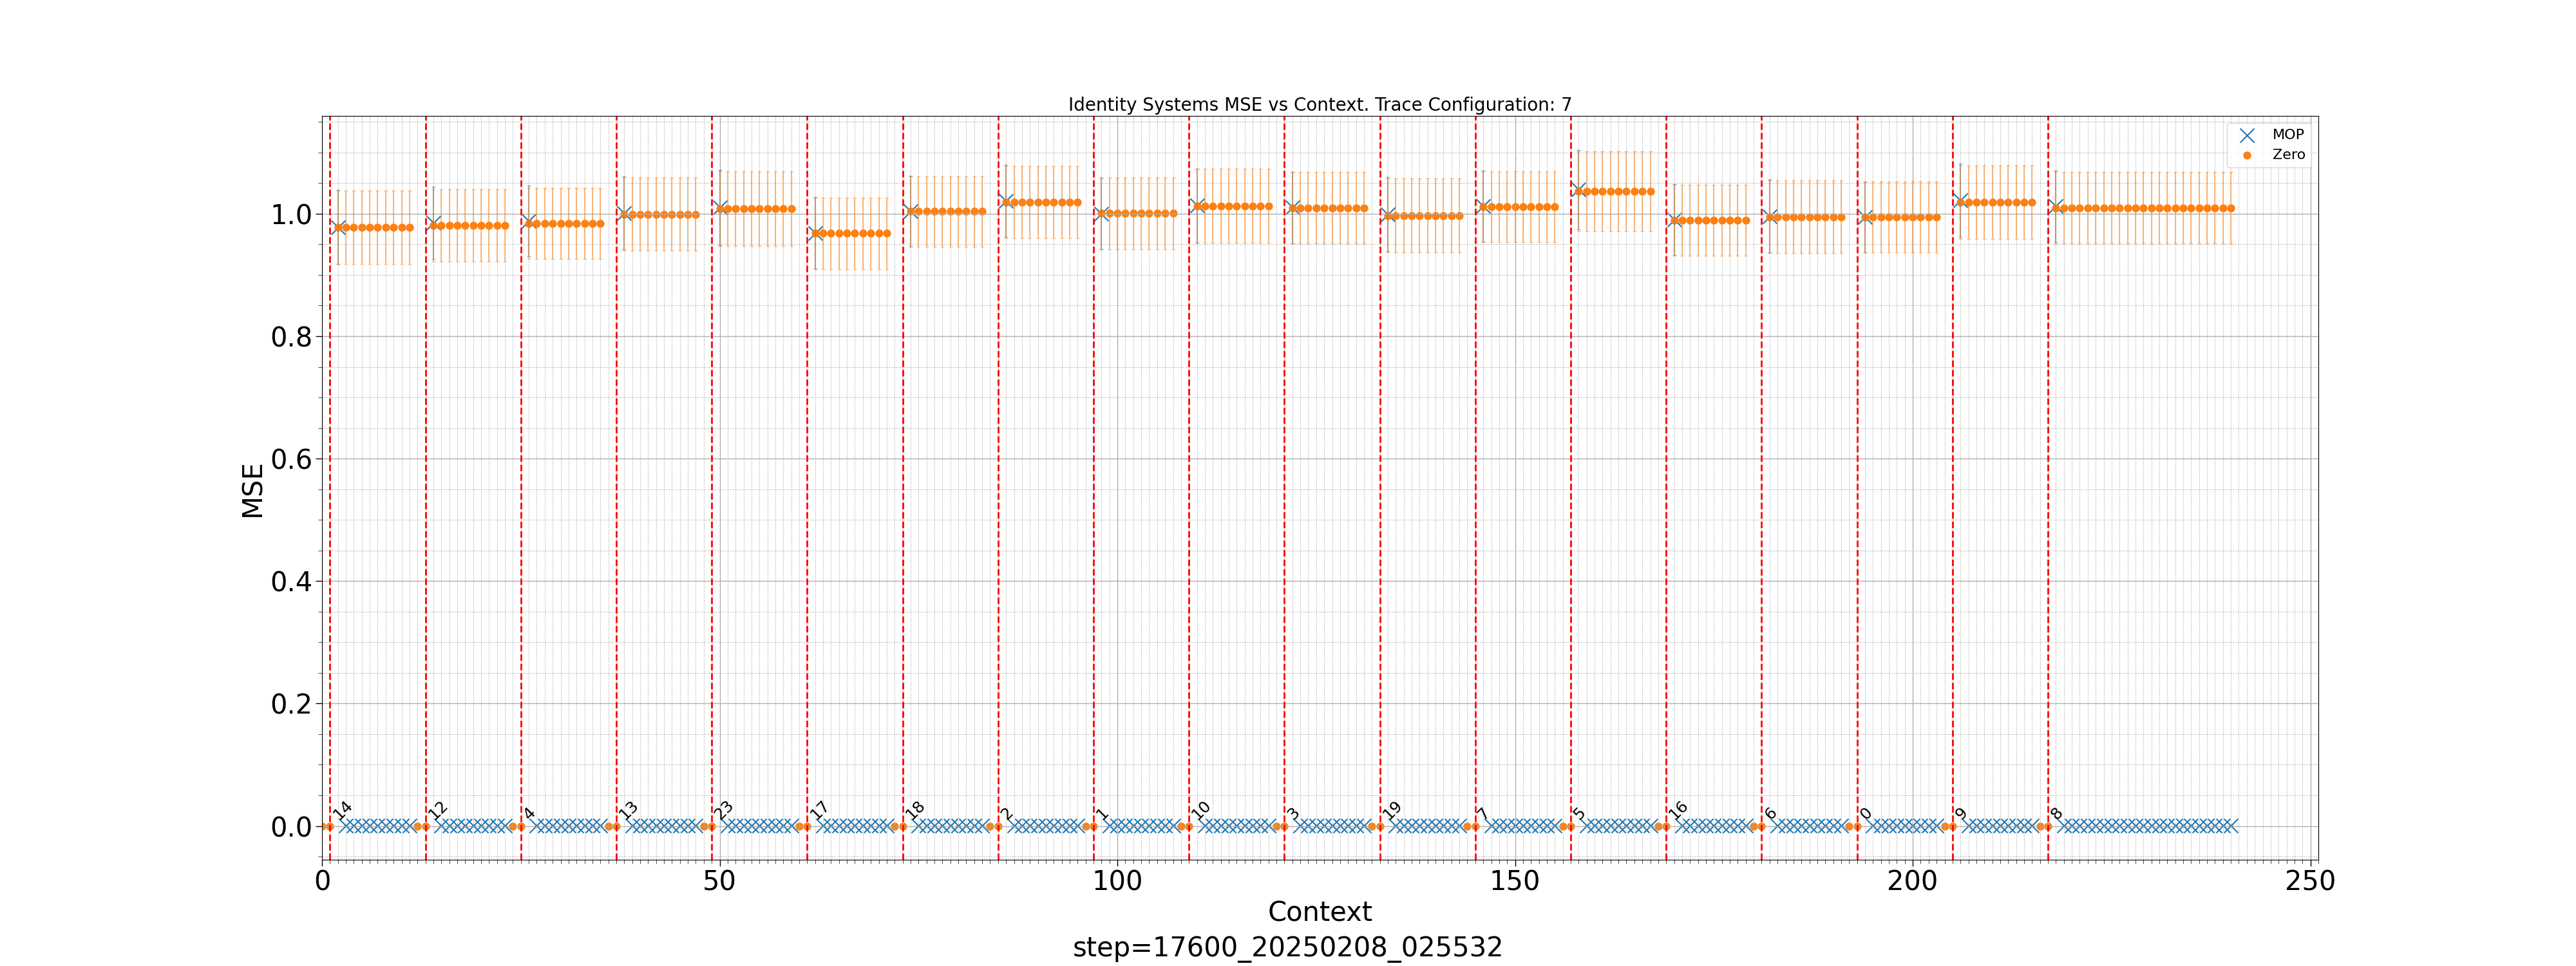 Identity Systems MSE vs Context. Trace Configuration: 7
MOP
Zero
1.0
0.8
0.6
0.4
0.2
0.0
MSE
14 12 4 13 23 17 18 2 1 10 3 19 7 5 16 6 0 9 8
0 50 100 150 200 250
Context
step=17600_20250208_025532